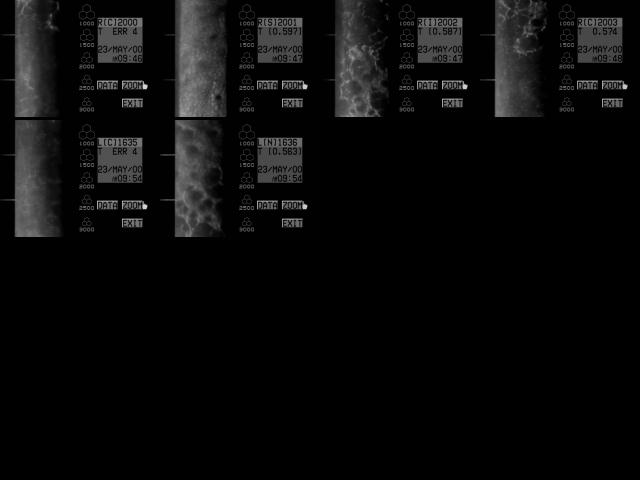 R(C)2000
T ERR 4
23/MAY/00
09:46
1000
1500
2000
2500
3000
DATA ZOOM
EXIT
R(S)2001
T [0.597]
23/MAY/00
09:47
1000
1500
2000
2500
3000
DATA ZOOM
EXIT
R(I)2002
T [0.587]
23/MAY/00
09:47
1000
1500
2000
2500
3000
DATA ZOOM
EXIT
R(C)2003
T 0.574
23/MAY/00
09:48
1000
1500
2000
2500
3000
DATA ZOOM
EXIT
L(C)1635
T ERR 4
23/MAY/00
09:54
1000
1500
2000
2500
3000
DATA ZOOM
EXIT
L(N)1636
T [0.563]
23/MAY/00
09:54
1000
1500
2000
2500
3000
DATA ZOOM
EXIT